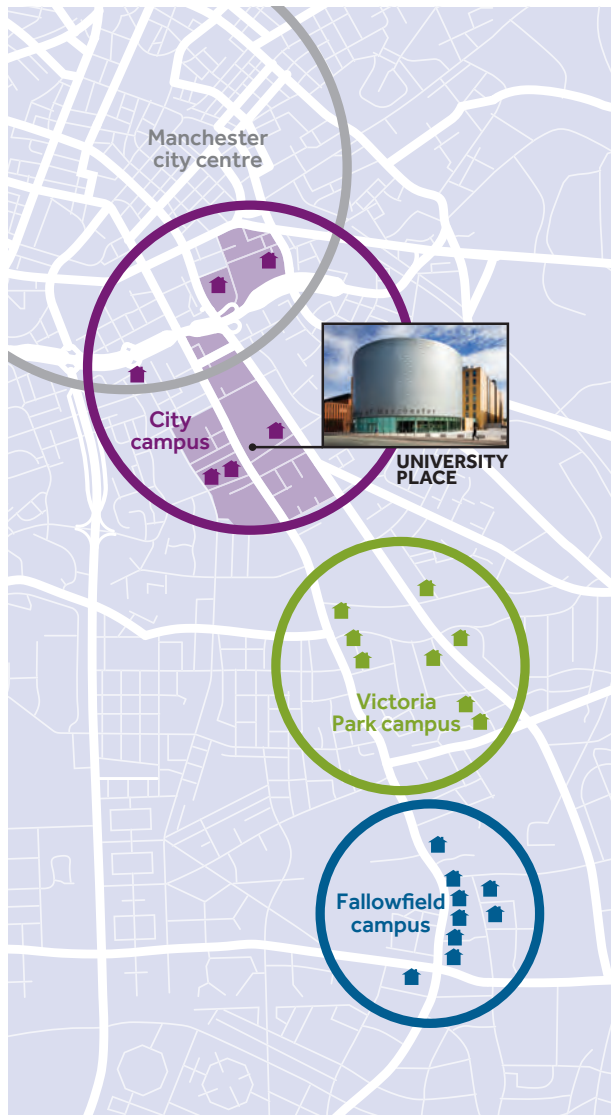 Manchester
city centre
City
campus
UNIVERSITY
PLACE
Victoria
Park campus
Fallowfield
campus